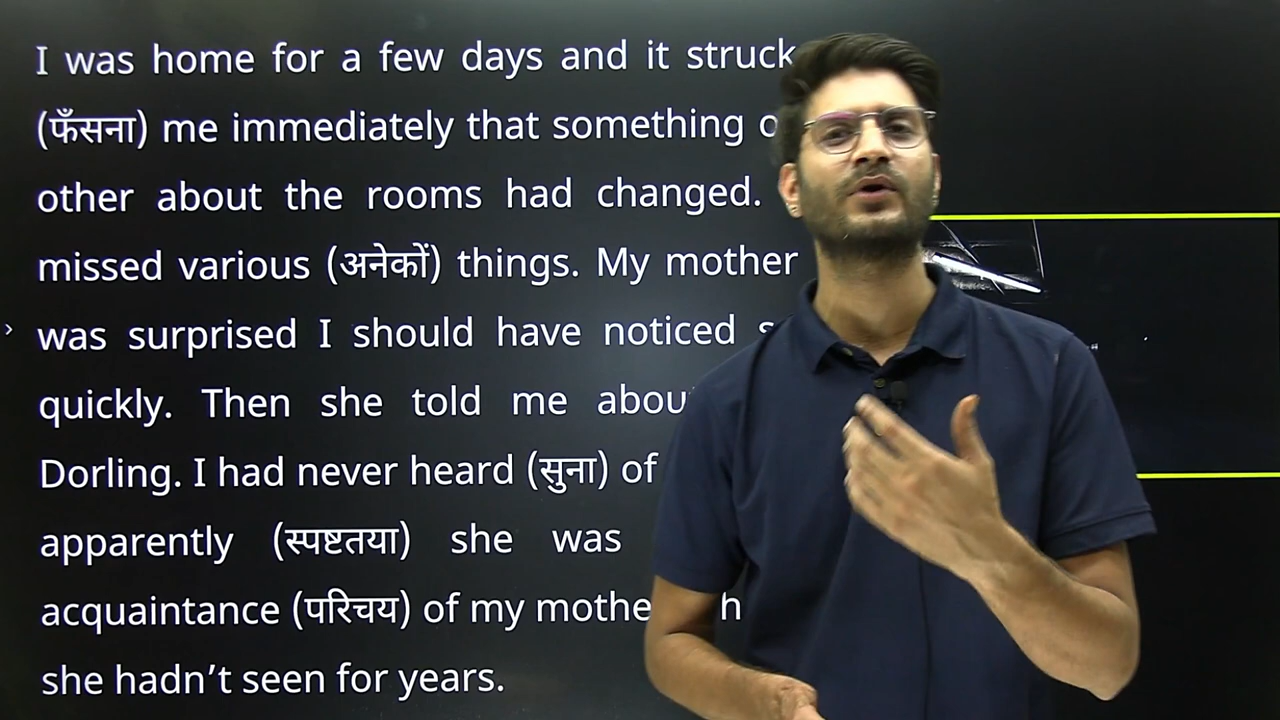 I was home for a few days and it struck
(फँसना) me immediately that something
other about the rooms had changed.
missed various (अनेकों) things. My mother
was surprised I should have noticed
quickly. Then she told me
Dorling. I had never heard (सुना) of
apparently (स्पष्टतया) she was
acquaintance (परिचय) of my
she hadn’t seen for years.